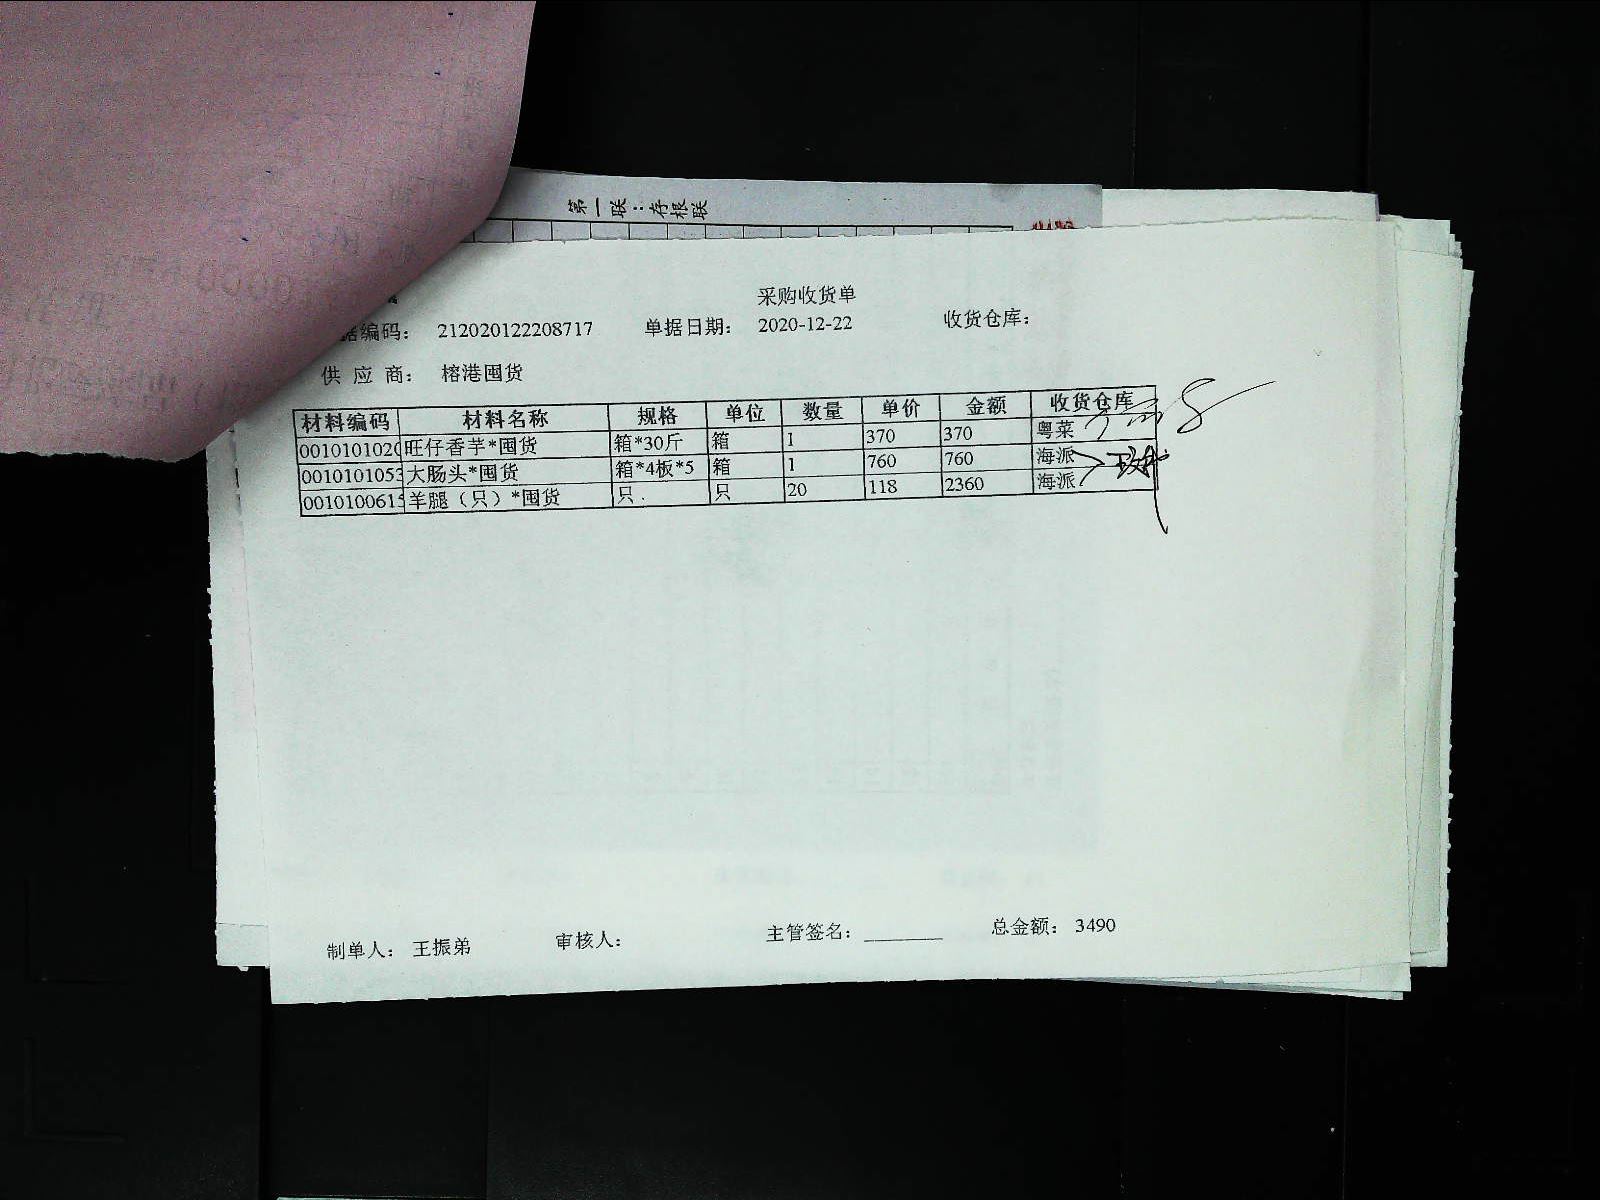 第一联：存根联
采购收货单
据编码： 212020122208717 单据日期： 2020-12-22 收货仓库：
供 应 商： 榕港囤货
材料编码 材料名称 规格 单位 数量 单价 金额 收货仓库
001010102 旺仔香芋*囤货 箱*30斤 箱 1 370 370 粤菜
0010101053 大肠头*囤货 箱*4板*5 箱 1 760 760 海派
001010061 羊腿（只）*囤货 只 只 20 118 2360 海派
制单人： 王振弟 审核人： 主管签名： ________ 总金额： 3490